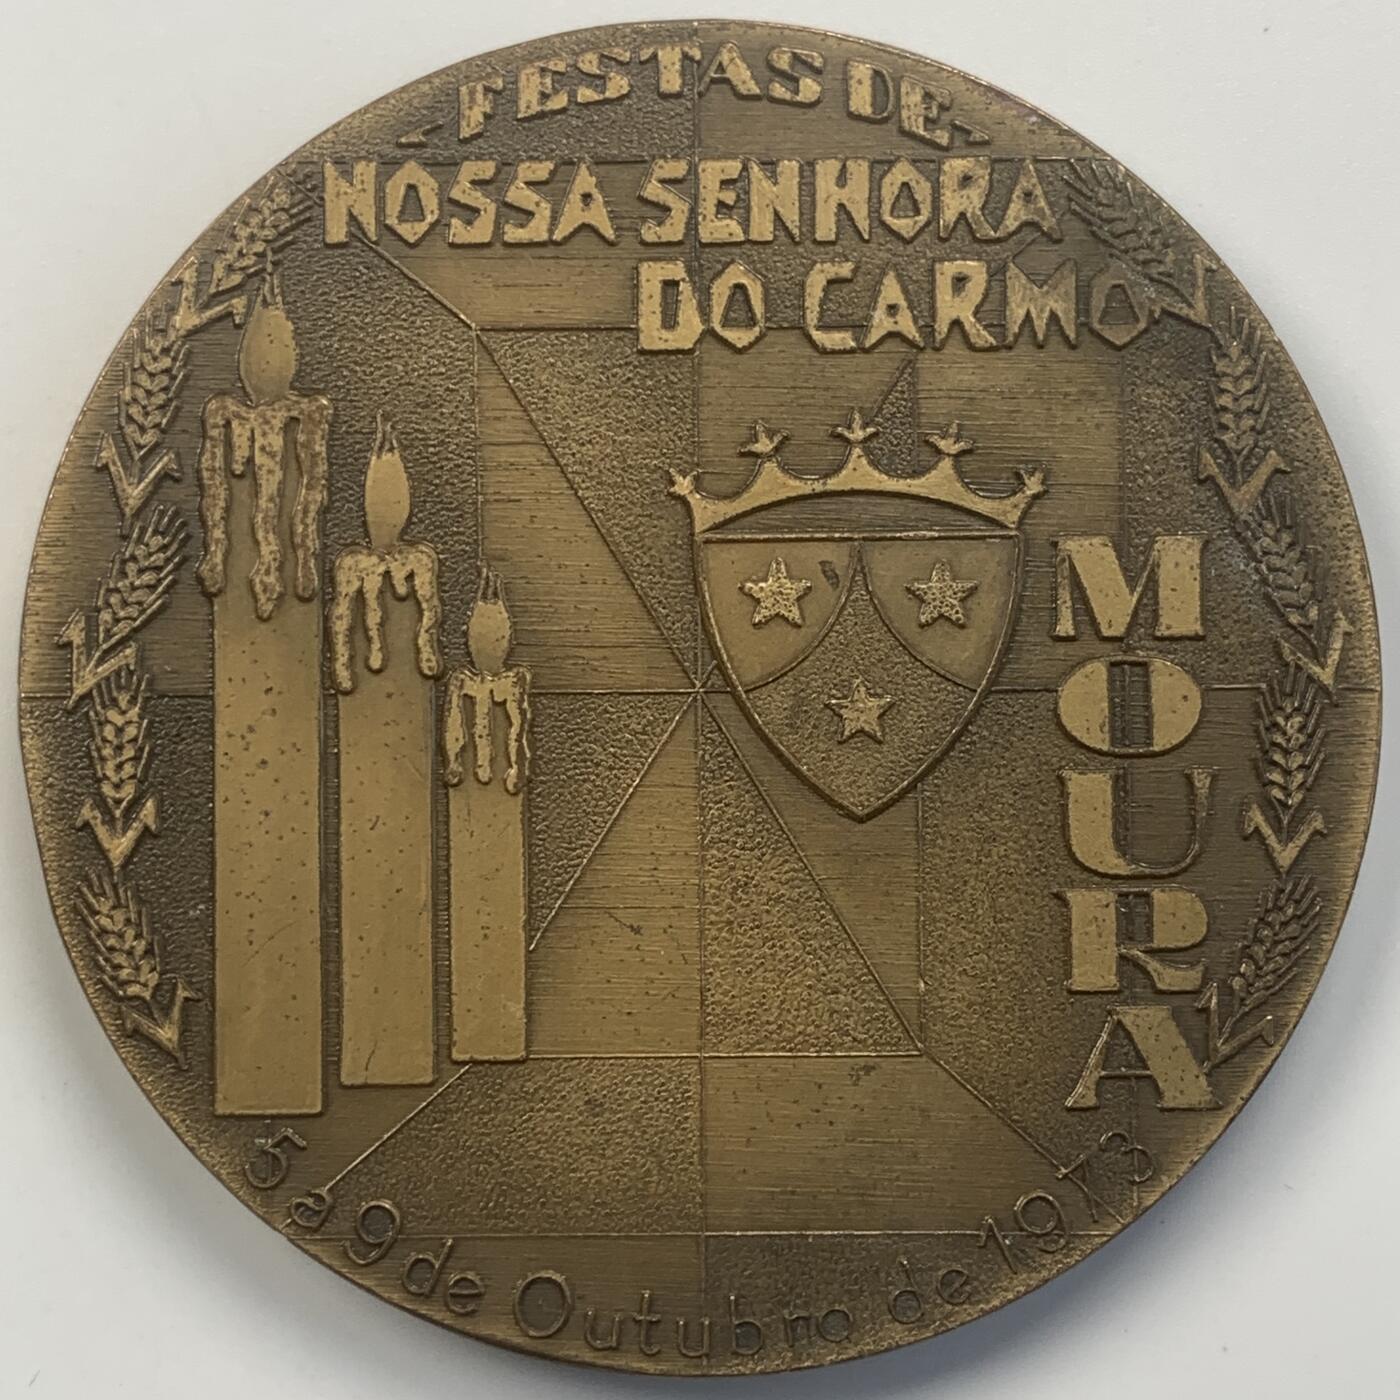 -FESTAS DE-
NOSSA SENHORA
DO CARMO
MOURA
5 a 9 de Outubro de 1973